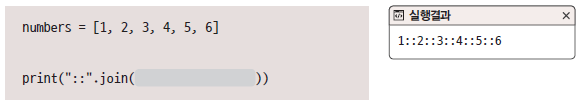 numbers = [1, 2, 3, 4, 5, 6]
print("::".join( ))
실행결과
1::2::3::4::5::6